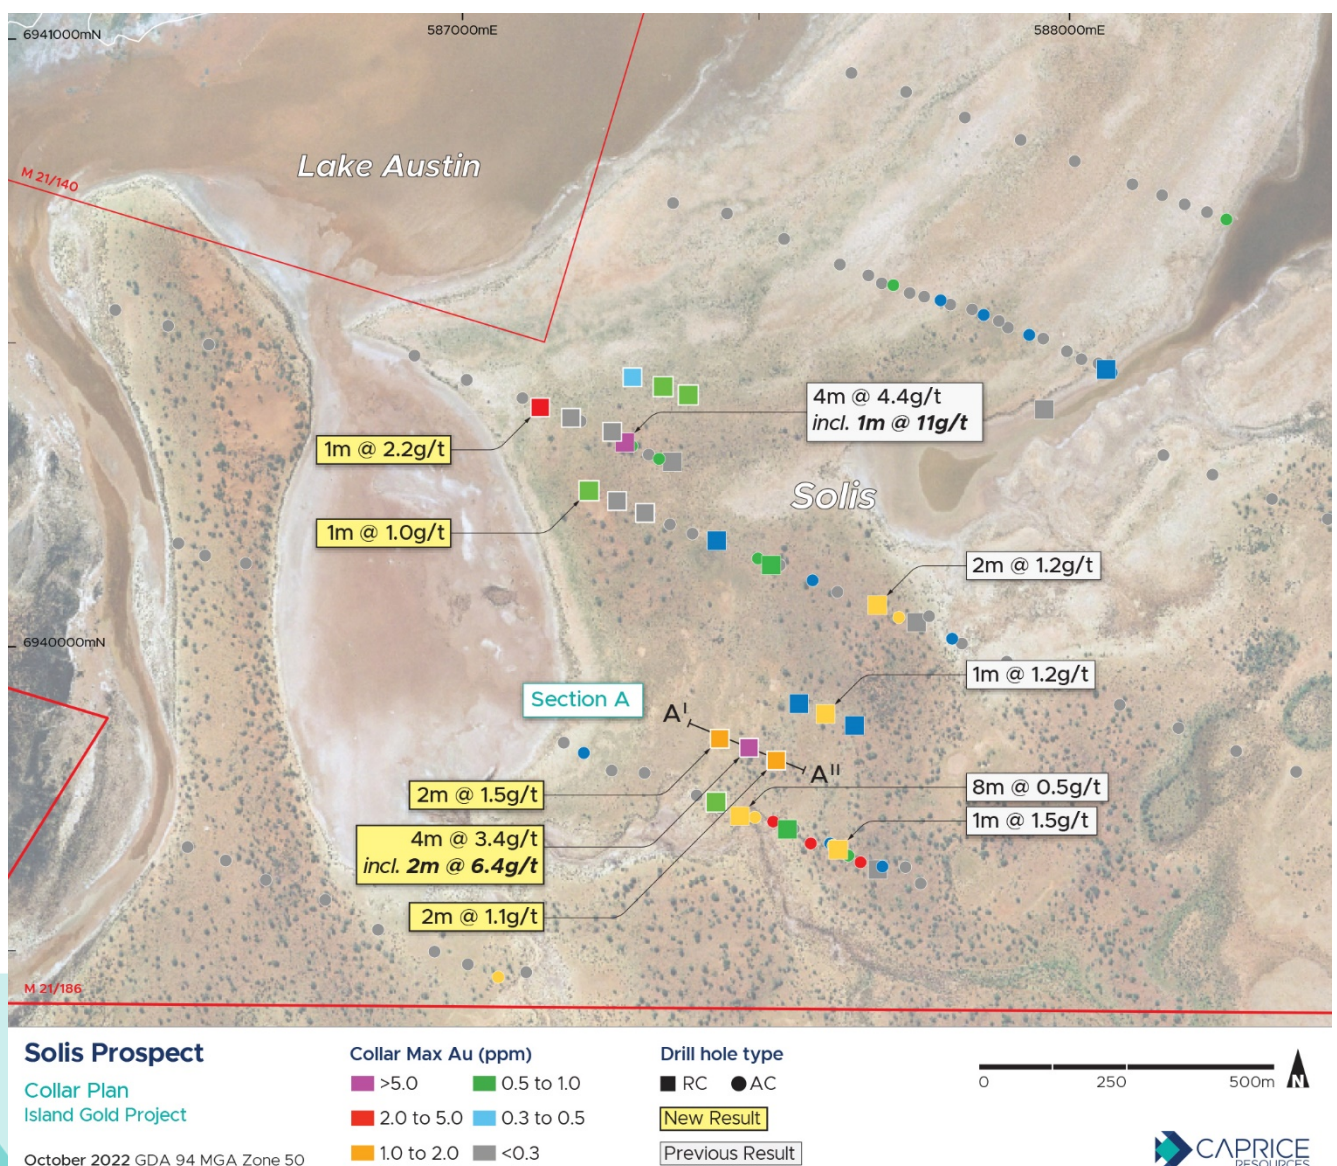 6941000mN
587000mE
588000mE
Lake Austin
M 21/140
4m @ 4.4g/t
incl. 1m @ 11g/t
1m @ 2.2g/t
Solis
1m @ 1.0g/t
2m @ 1.2g/t
6940000mN
1m @ 1.2g/t
Section A
A'
A''
2m @ 1.5g/t
8m @ 0.5g/t
1m @ 1.5g/t
4m @ 3.4g/t
incl. 2m @ 6.4g/t
2m @ 1.1g/t
M 21/186
Solis Prospect
Collar Plan
Island Gold Project
October 2022 GDA 94 MGA Zone 50
Collar Max Au (ppm)
>5.0
0.5 to 1.0
2.0 to 5.0
0.3 to 0.5
1.0 to 2.0
<0.3
Drill hole type
RC
AC
New Result
Previous Result
0
250
500m
N
CAPRICE
RESOURCES